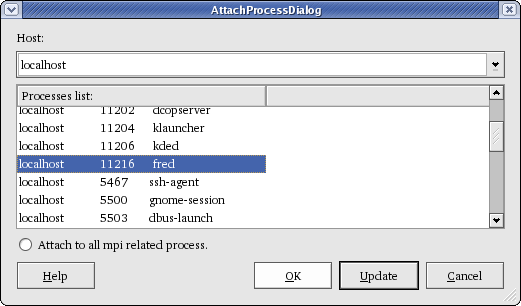 AttachProcessDialog
Host:
localhost
Processes list:
localhost 11202 dcopserver
localhost 11204 klauncher
localhost 11206 kded
localhost 11216 fred
localhost 5467 ssh-agent
localhost 5500 gnome-session
localhost 5503 dbus-launch
Attach to all mpi related process.
Help OK Update Cancel